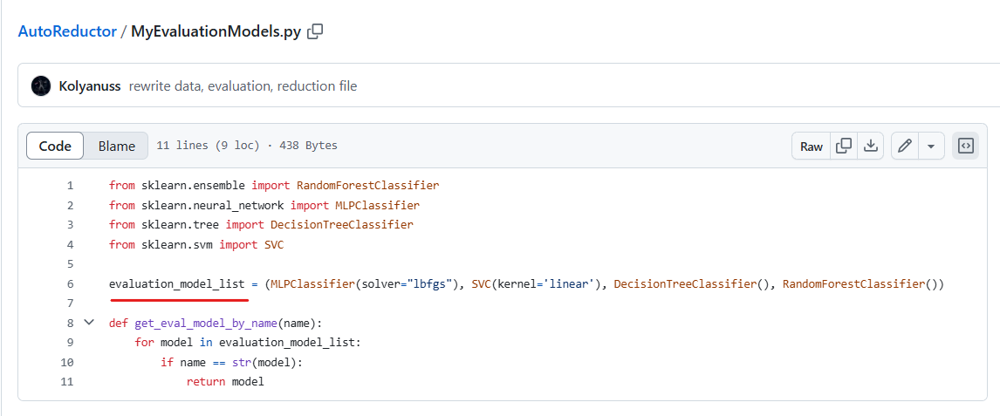 AutoReductor / MyEvaluationModels.py
Kolyanuss rewrite data, evaluation, reduction file
Code Blame 11 lines (9 loc) · 438 Bytes Raw
1 from sklearn.ensemble import RandomForestClassifier
2 from sklearn.neural_network import MLPClassifier
3 from sklearn.tree import DecisionTreeClassifier
4 from sklearn.svm import SVC
5
6 evaluation_model_list = (MLPClassifier(solver="lbfgs"), SVC(kernel='linear'), DecisionTreeClassifier(), RandomForestClassifier())
7
8 def get_eval_model_by_name(name):
9     for model in evaluation_model_list:
10         if name == str(model):
11             return model